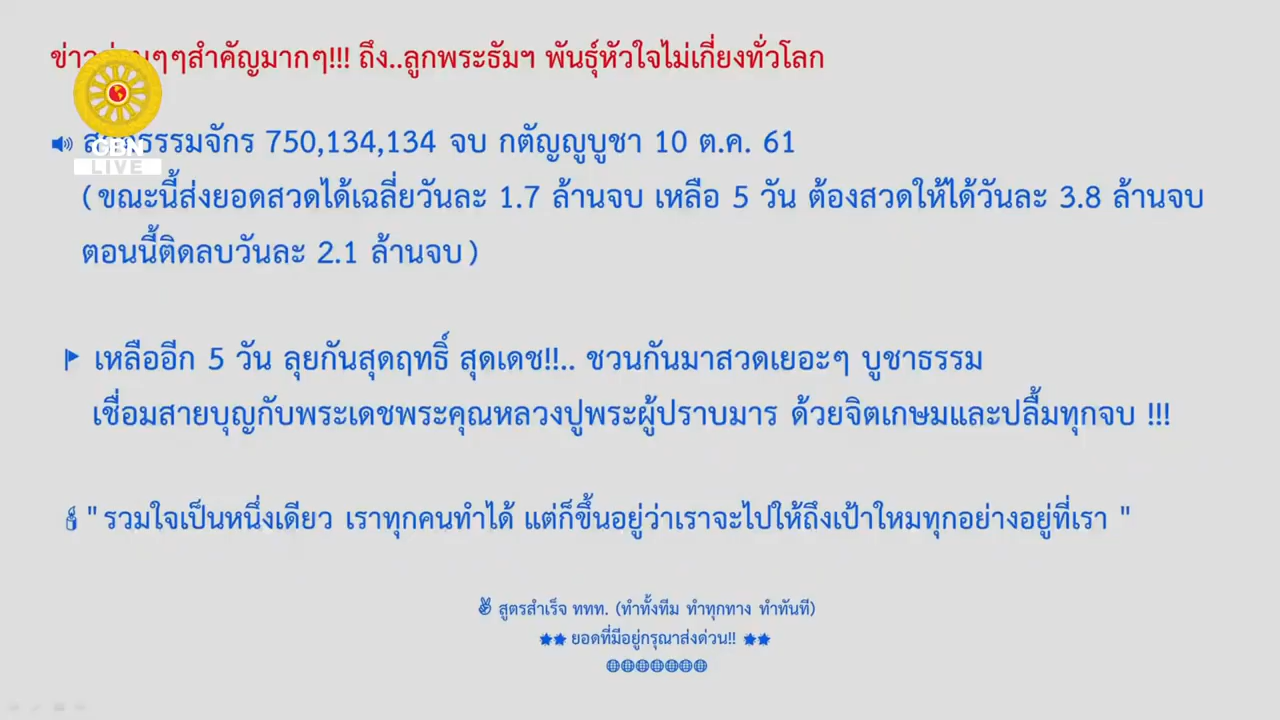 ข่าวด่วนๆๆสำคัญมากๆ!!! ถึง..ลูกพระธัมฯ พันธุ์หัวใจไม่เกี่ยงทั่วโลก
GBN
LIVE
750,134,134 จบ กตัญญูบูชา 10 ต.ค. 61
(ขณะนี้ส่งยอดสวดได้เฉลี่ยวันละ 1.7 ล้านจบ เหลือ 5 วัน ต้องสวดให้ได้วันละ 3.8 ล้านจบ
ตอนนี้ติดลบวันละ 2.1 ล้านจบ)
เหลืออีก 5 วัน ลุยกันสุดฤทธิ์ สุดเดช!!.. ชวนกันมาสวดเยอะๆ บูชาธรรม
เชื่อมสายบุญกับพระเดชพระคุณหลวงปู่พระผู้ปราบมาร ด้วยจิตเกษมและปลื้มทุกจบ !!!
" รวมใจเป็นหนึ่งเดียว เราทุกคนทำได้ แต่ก็ขึ้นอยู่ว่าเราจะไปให้ถึงเป้าใหมทุกอย่างอยู่ที่เรา "
สูตรสำเร็จ ททท. (ทำทั้งทีม ทำทุกทาง ทำทันที)
ยอดที่มีอยู่กรุณาส่งด่วน!!